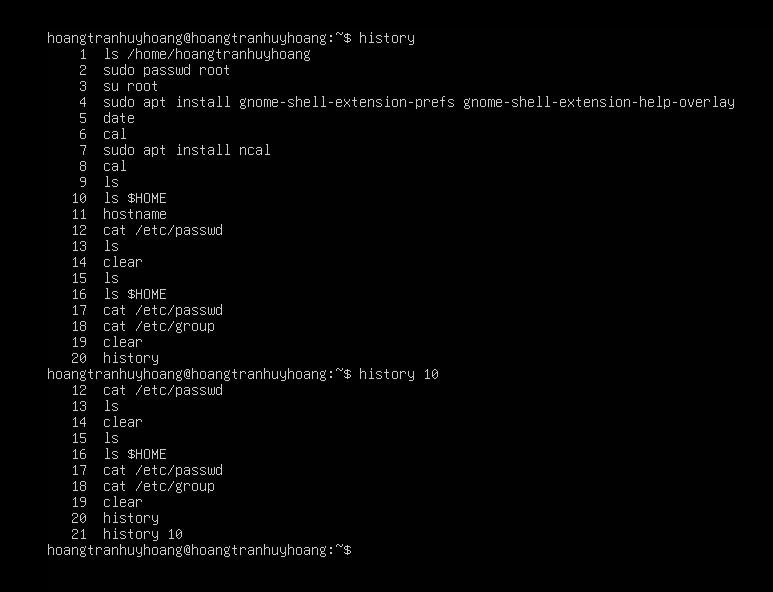 hoangtranhuyhoang@hoangtranhuyhoang:~$ history
1 ls /home/hoangtranhuyhoang
2 sudo passwd root
3 su root
4 sudo apt install gnome-shell-extension-prefs gnome-shell-extension-help-overlay
5 date
6 cal
7 sudo apt install ncal
8 cal
9 ls
10 ls $HOME
11 hostname
12 cat /etc/passwd
13 ls
14 clear
15 ls
16 ls $HOME
17 cat /etc/passwd
18 cat /etc/group
19 clear
20 history
hoangtranhuyhoang@hoangtranhuyhoang:~$ history 10
12 cat /etc/passwd
13 ls
14 clear
15 ls
16 ls $HOME
17 cat /etc/passwd
18 cat /etc/group
19 clear
20 history
21 history 10
hoangtranhuyhoang@hoangtranhuyhoang:~$